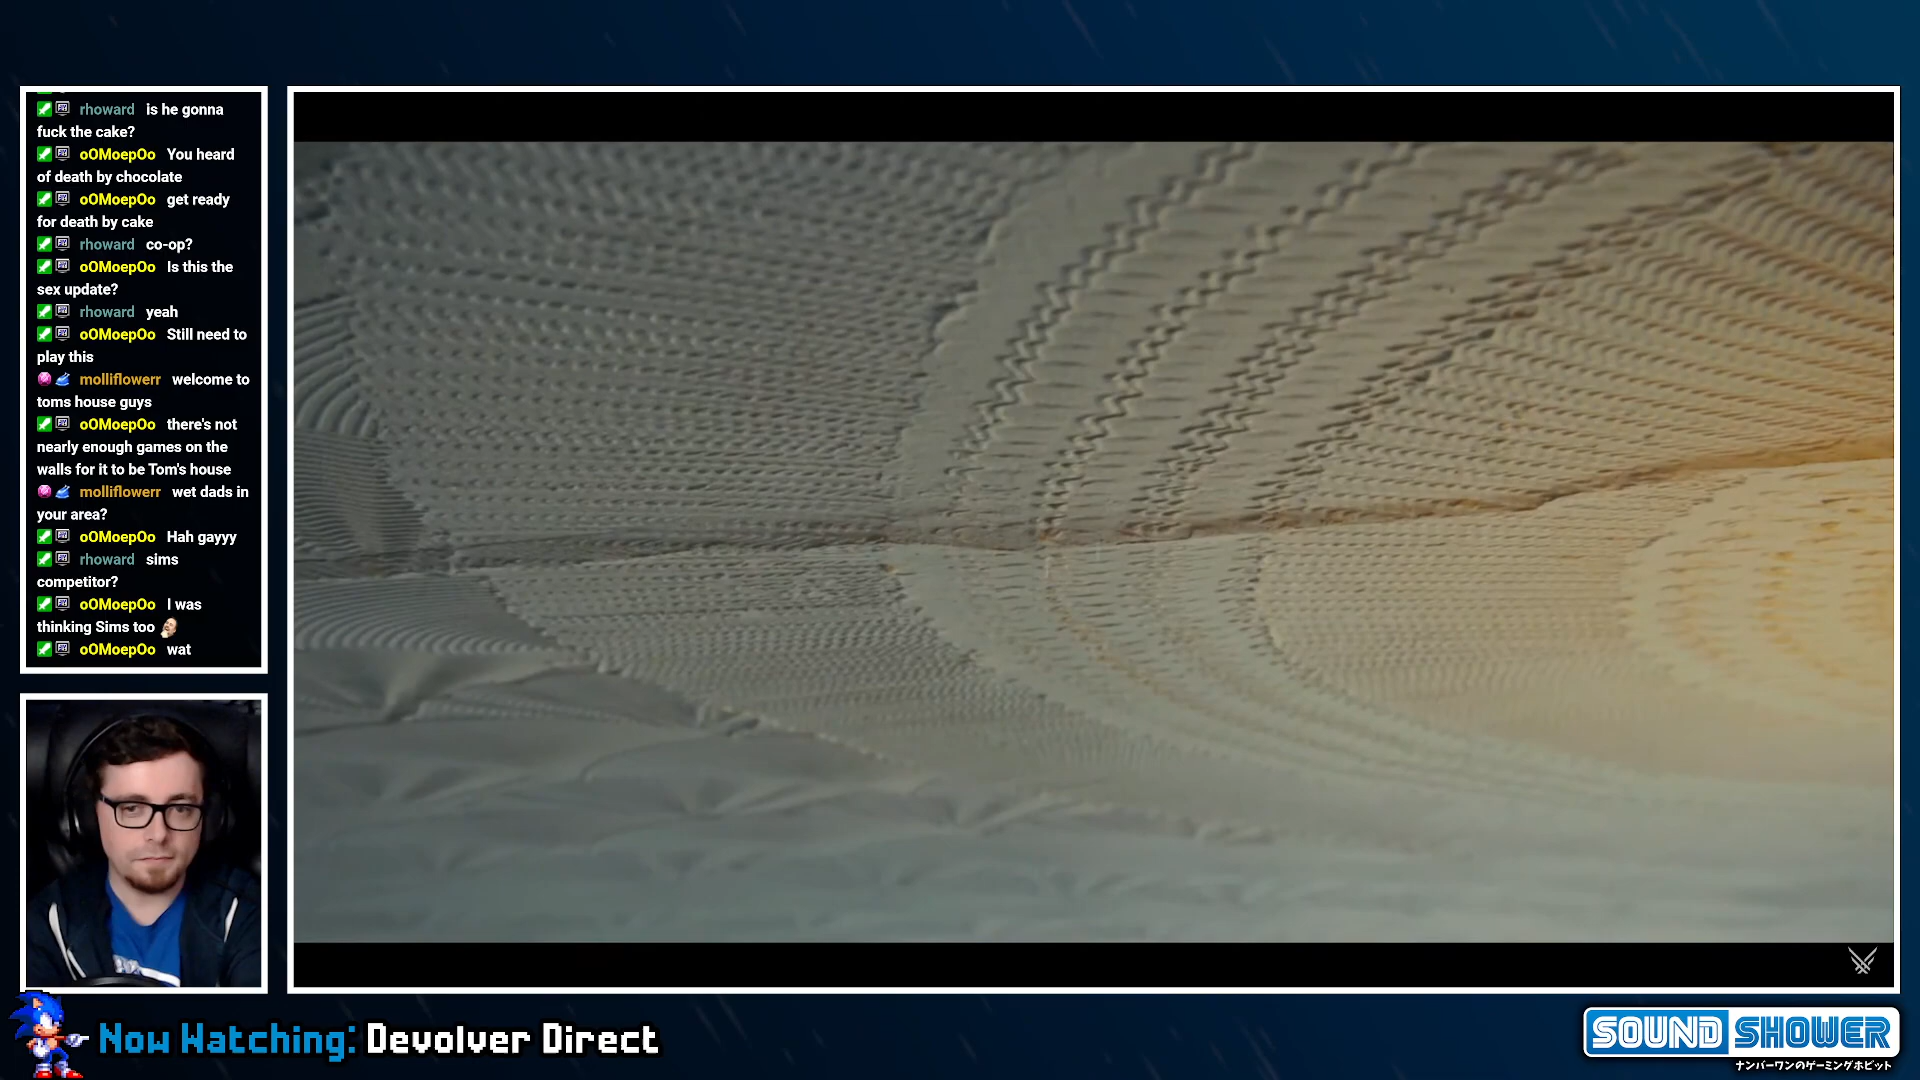 rhoward is he gonna
fuck the cake?
oOMoepOo You heard
of death by chocolate
oOMoepOo get ready
for death by cake
rhoward co-op?
oOMoepOo Is this the
sex update?
rhoward yeah
oOMoepOo Still need to
play this
molliflowerr welcome to
toms house guys
oOMoepOo there's not
nearly enough games on the
walls for it to be Tom's house
molliflowerr wet dads in
your area?
oOMoepOo Hah gayyy
rhoward sims
competitor?
oOMoepOo I was
thinking Sims too
oOMoepOo wat
Now Watching: Devolver Direct
SOUND SHOWER
ナンバーワンのゲーミングホビット